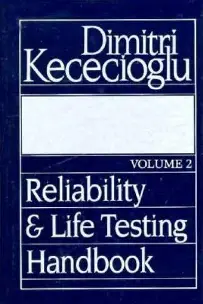 Dimitri
Kececioglu
VOLUME 2
Reliability
& Life Testing
Handbook